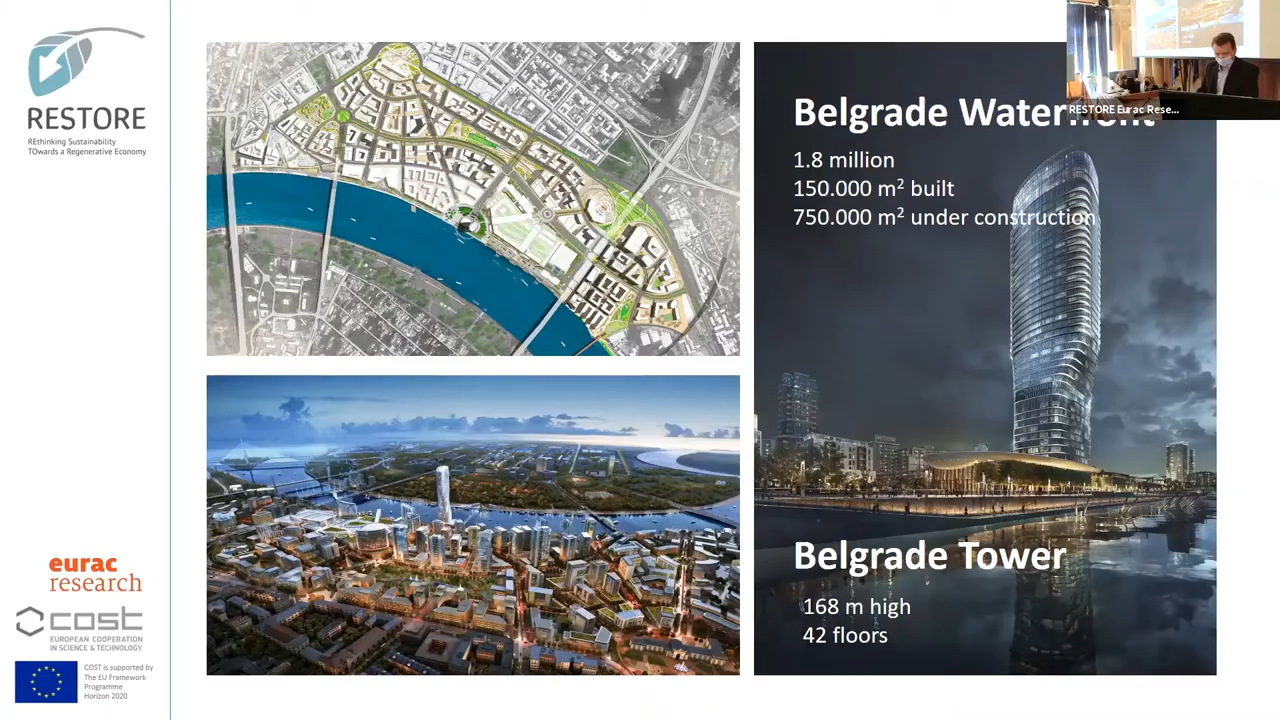 RESTORE
REthinking Sustainability
TOwards a Regenerative Economy
Belgrade Waterfront
1.8 million
150.000 m² built
750.000 m² under construction
Belgrade Tower
168 m high
42 floors
RESTORE Eurac Rese...
eurac
research
cost
EUROPEAN COOPERATION
IN SCIENCE & TECHNOLOGY
COST is supported by
The EU Framework
Programme
Horizon 2020